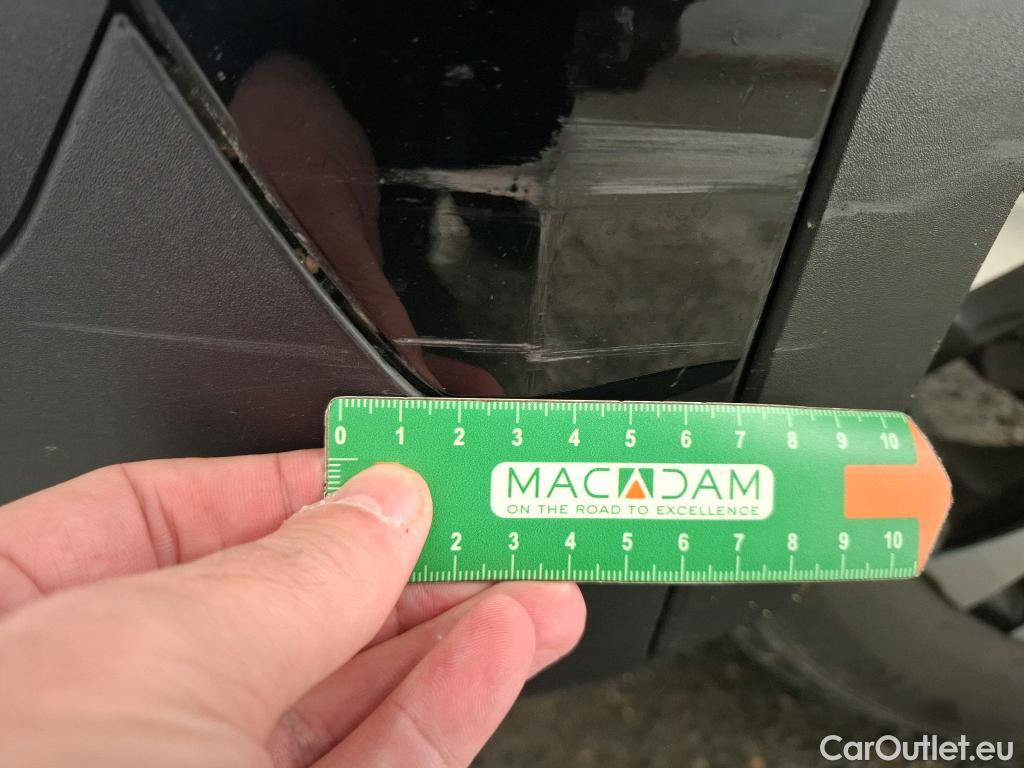 0 1 2 3 4 5 6 7 8 9 10
MACADAM
ON THE ROAD TO EXCELLENCE
2 3 4 5 6 7 8 9 10
CarOutlet.eu